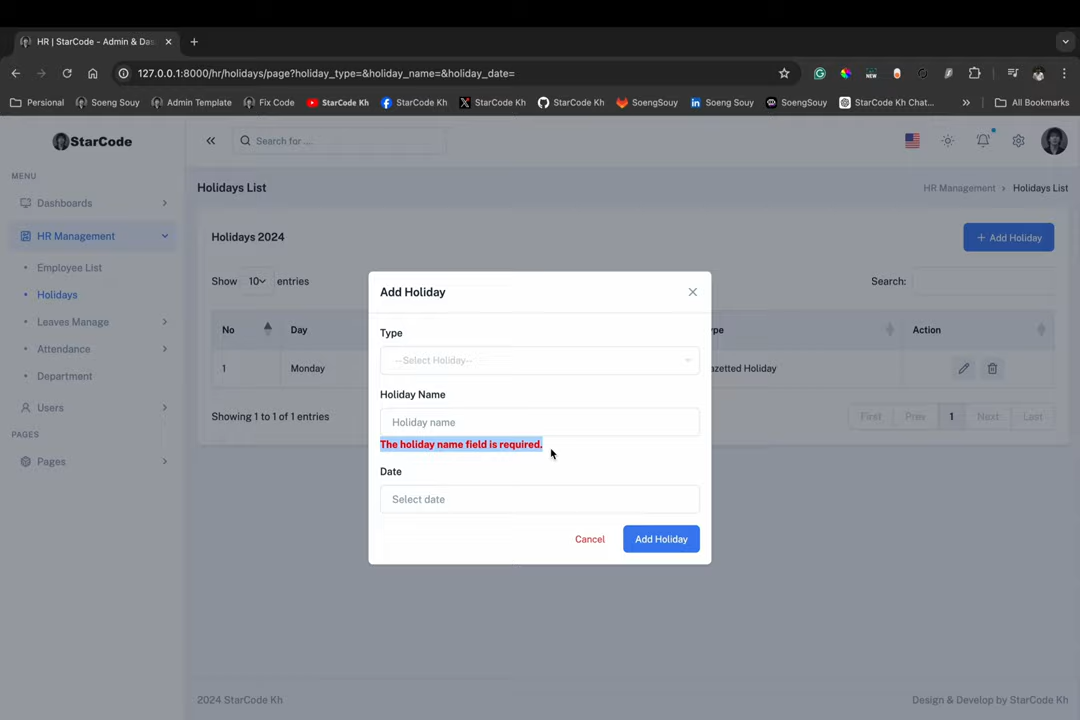 HR | StarCode - Admin & Das
127.0.0.1:8000/hr/holidays/page?holiday_type=&holiday_name=&holiday_date=
Personal
Soeng Souy
Admin Template
Fix Code
StarCode Kh
StarCode Kh
StarCode Kh
StarCode Kh
SoengSouy
Soeng Souy
SoengSouy
StarCode Kh Chat...
All Bookmarks
StarCode
Search for ...
MENU
Dashboards
HR Management
Employee List
Holidays
Leaves Manage
Attendance
Department
Users
PAGES
Pages
Holidays List
HR Management
Holidays List
Holidays 2024
+ Add Holiday
Show 10 entries
Search:
No
Day
ype
Action
1
Monday
azetted Holiday
Showing 1 to 1 of 1 entries
First
Prev
1
Next
Last
Add Holiday
Type
--Select Holiday--
Holiday Name
Holiday name
The holiday name field is required.
Date
Select date
Cancel
Add Holiday
2024 StarCode Kh
Design & Develop by StarCode Kh